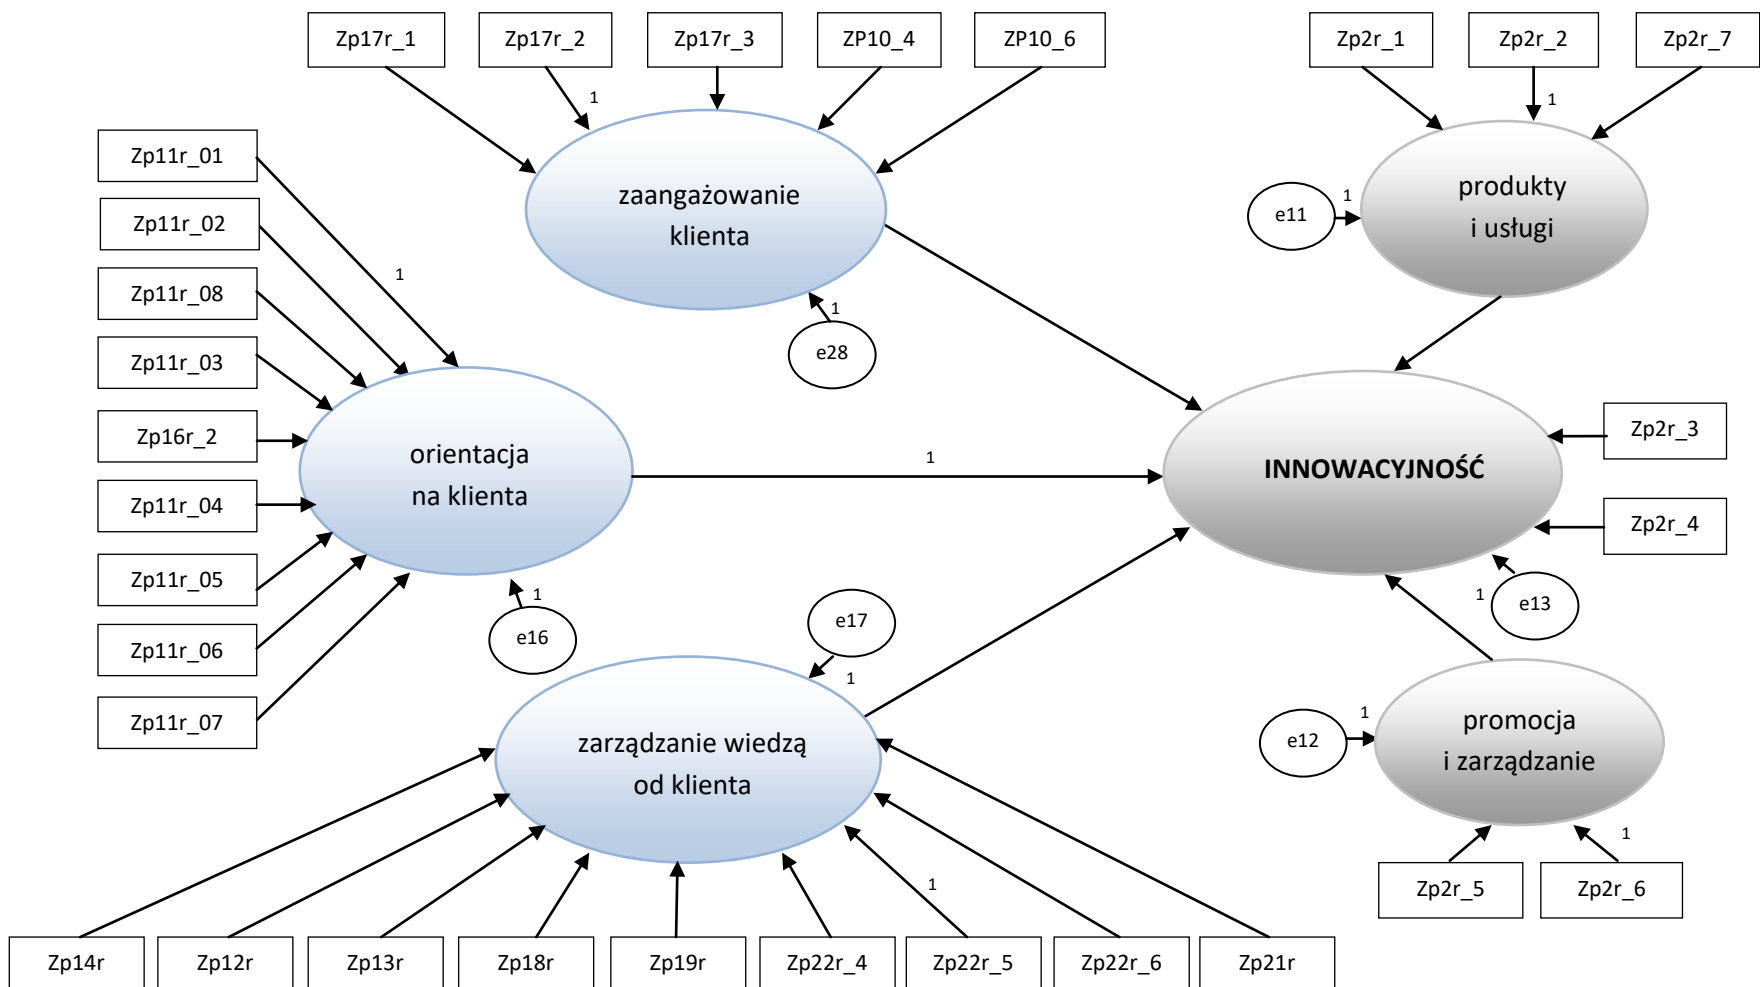 Zp17r_1
Zp17r_2
Zp17r_3
ZP10_4
ZP10_6
Zp2r_1
Zp2r_2
Zp2r_7
1
1
Zp11r_01
Zp11r_02
Zp11r_08
Zp11r_03
Zp16r_2
Zp11r_04
Zp11r_05
Zp11r_06
Zp11r_07
1
zaangażowanie
klienta
1
e28
produkty
i usługi
e11
1
orientacja
na klienta
1
e16
1
INNOWACYJNOŚĆ
Zp2r_3
Zp2r_4
1
e13
e17
1
zarządzanie wiedzą
od klienta
e12
1
promocja
i zarządzanie
1
Zp2r_5
Zp2r_6
1
Zp14r
Zp12r
Zp13r
Zp18r
Zp19r
Zp22r_4
Zp22r_5
Zp22r_6
Zp21r